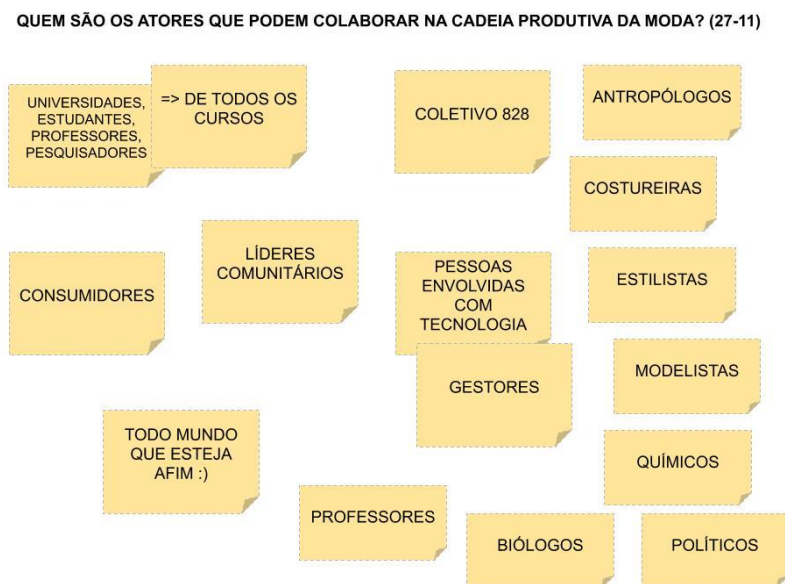 QUEM SÃO OS ATORES QUE PODEM COLABORAR NA CADEIA PRODUTIVA DA MODA? (27-11)
UNIVERSIDADES,
ESTUDANTES,
PROFESSORES,
PESQUISADORES
=> DE TODOS OS
CURSOS
COLETIVO 828
ANTROPÓLOGOS
COSTUREIRAS
CONSUMIDORES
LÍDERES
COMUNITÁRIOS
PESSOAS
ENVOLVIDAS
COM
TECNOLOGIA
ESTILISTAS
GESTORES
MODELISTAS
TODO MUNDO
QUE ESTEJA
AFIM :)
QUÍMICOS
PROFESSORES
BIÓLOGOS
POLÍTICOS